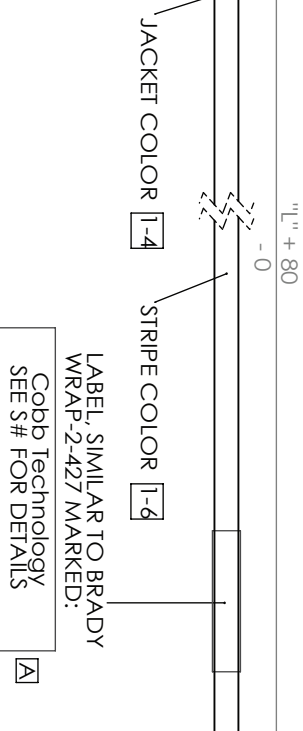 "L" + 80
- 0
JACKET COLOR 1-4
STRIPE COLOR 1-6
LABEL, SIMILAR TO BRADY
WRAP-2-427 MARKED:
Cobb Technology
SEE S# FOR DETAILS
A